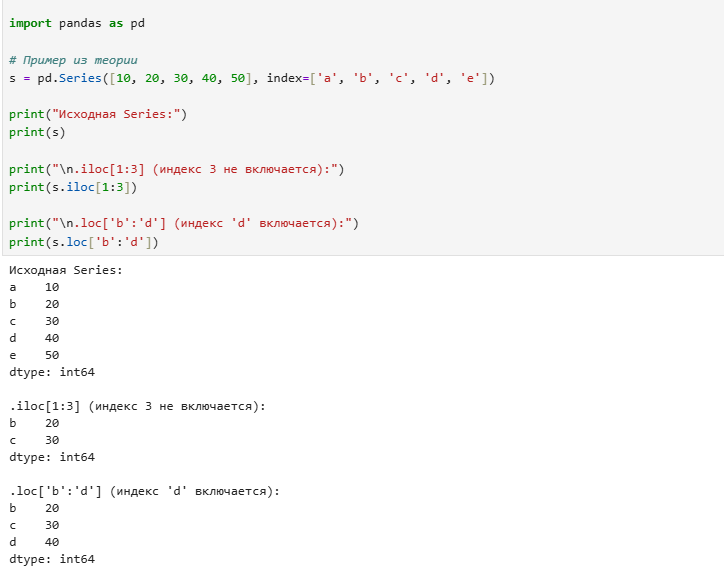 import pandas as pd
# Пример из теории
s = pd.Series([10, 20, 30, 40, 50], index=['a', 'b', 'c', 'd', 'e'])
print("Исходная Series:")
print(s)
print("\n.iloc[1:3] (индекс 3 не включается):")
print(s.iloc[1:3])
print("\n.loc['b':'d'] (индекс 'd' включается):")
print(s.loc['b':'d'])
Исходная Series:
a    10
b    20
c    30
d    40
e    50
dtype: int64
.iloc[1:3] (индекс 3 не включается):
b    20
c    30
dtype: int64
.loc['b':'d'] (индекс 'd' включается):
b    20
c    30
d    40
dtype: int64